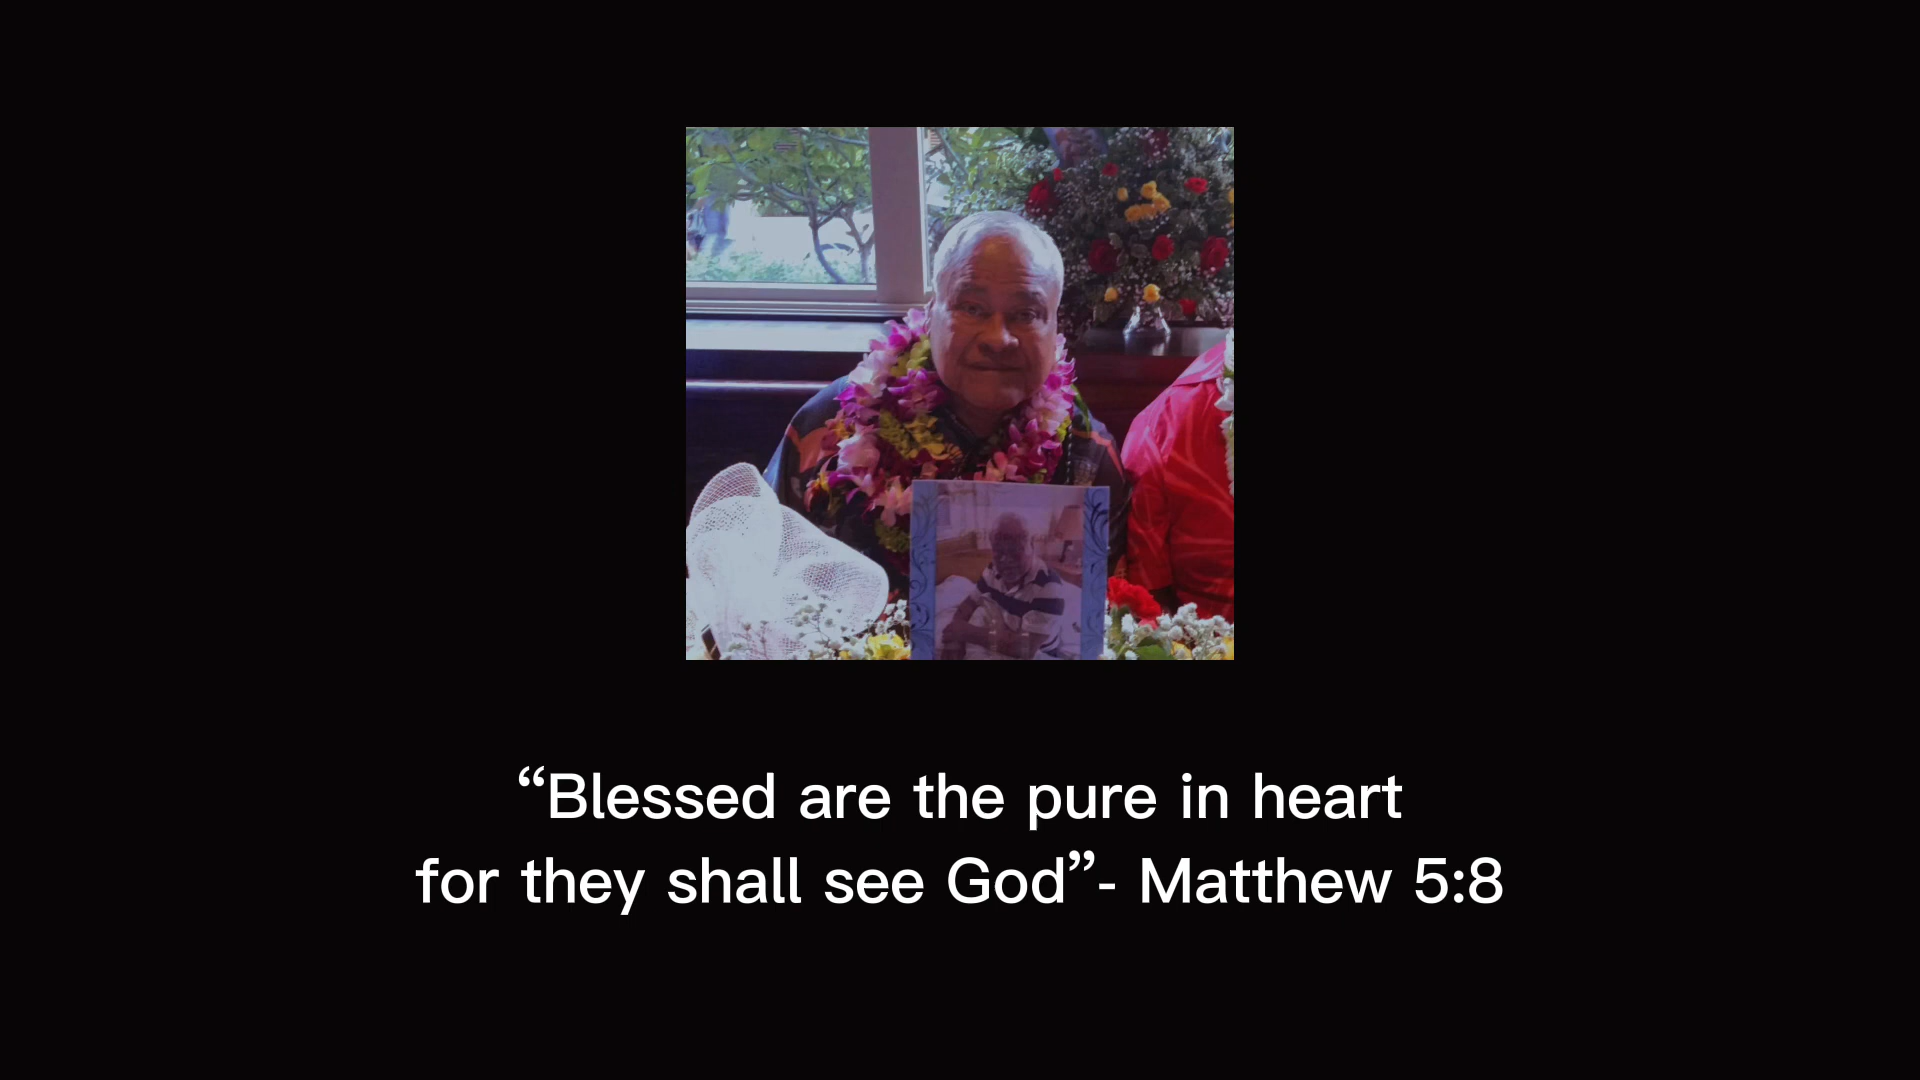 “Blessed are the pure in heart
for they shall see God”- Matthew 5:8